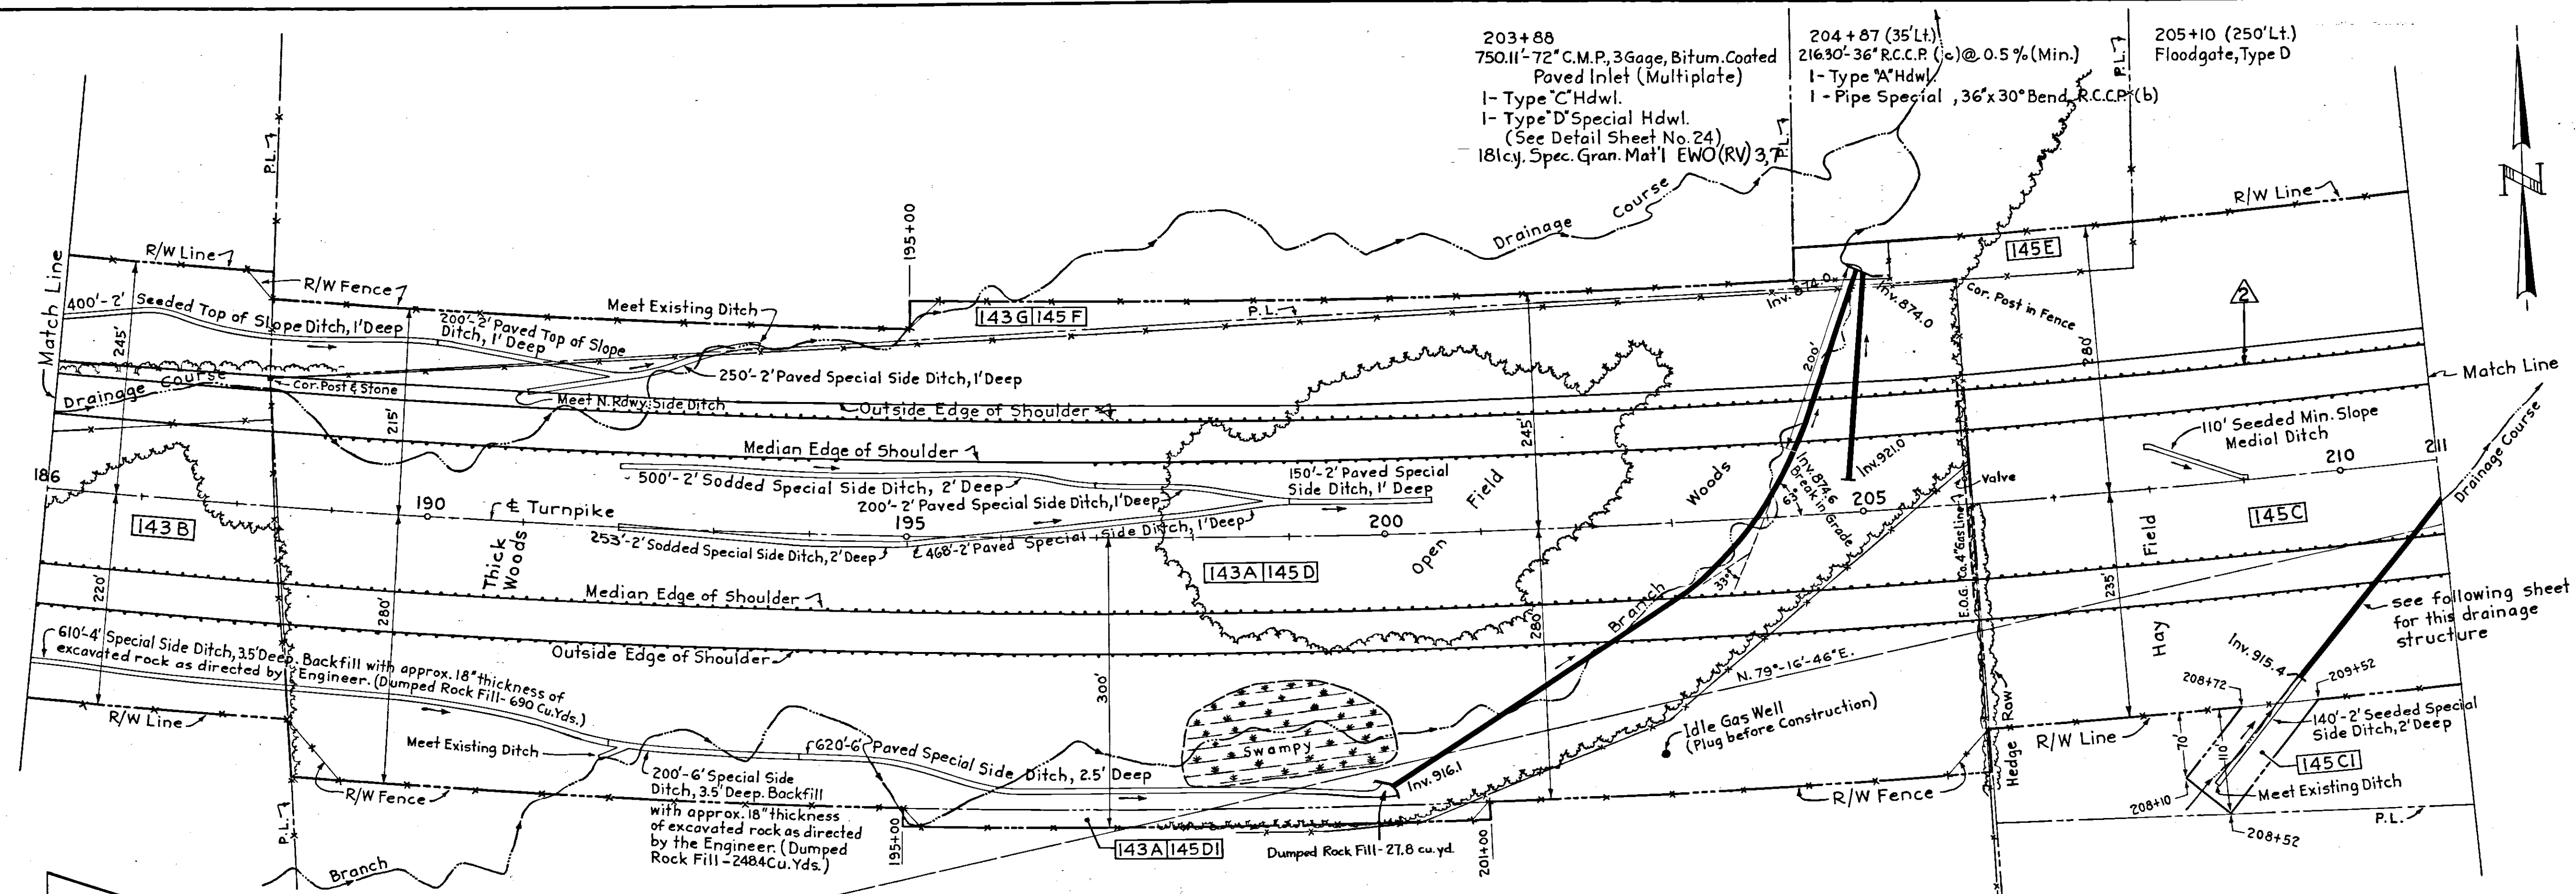 203+88
750.11'-72" C.M.P., 3 Gage, Bitum. Coated
Paved Inlet (Multiplate)
1- Type "C" Hdwl.
1- Type "D" Special Hdwl.
(See Detail Sheet No. 24)
181 c.y. Spec. Gran. Mat'l EWO (RV) 3,7
204+87 (35' Lt.)
216.30'-36" R.C.C.P. (c) @ 0.5% (Min.)
1- Type "A" Hdwl.
1 - Pipe Special, 36" x 30° Bend R.C.C.P. (b)
205+10 (250' Lt.)
Floodgate, Type D
P.L.
P.L.
P.L.
N
R/W Line
R/W Fence
Match Line
245'
400'-2' Seeded Top of Slope Ditch, 1' Deep
200'-2' Paved Top of Slope
Ditch, 1' Deep
Meet Existing Ditch
195+00
143G 145F
P.L.
Drainage Course
R/W Line
145E
Inv. 874.0
Inv. 874.0
Cor. Post in Fence
280'
2
Match Line
Drainage Course
Cor. Post & Stone
250'-2' Paved Special Side Ditch, 1' Deep
Meet N. Rdwy. Side Ditch
Outside Edge of Shoulder
215'
Median Edge of Shoulder
200'
245'
110' Seeded Min. Slope
Medial Ditch
Drainage Course
186
190
℄ Turnpike
195
200
205
210
211
500'-2' Sodded Special Side Ditch, 2' Deep
200'-2' Paved Special Side Ditch, 1' Deep
150'-2' Paved Special
Side Ditch, 1' Deep
253'-2' Sodded Special Side Ditch, 2' Deep
468'-2' Paved Special Side Ditch, 1' Deep
Open Field
Woods
Inv. 874.6
Break in Grade
6°
Inv. 921.0
Valve
143B
Thick
Woods
143A 145D
33°
Branch
E.O.G. Co. 4" Gas Line
Hay Field
145C
220'
280'
Median Edge of Shoulder
280'
235'
Outside Edge of Shoulder
see following sheet
for this drainage
structure
610'-4' Special Side Ditch, 3.5' Deep. Backfill with approx. 18" thickness of
excavated rock as directed by Engineer. (Dumped Rock Fill-690 Cu. Yds.)
300'
N. 79°-16'-46" E.
Inv. 915.4
208+72
209+52
R/W Line
Meet Existing Ditch
620'-6' Paved Special Side Ditch, 2.5' Deep
Swampy
Idle Gas Well
(Plug before Construction)
R/W Line
70'
110'
140'-2' Seeded Special
Side Ditch, 2' Deep
145C1
200'-6' Special Side
Ditch, 3.5' Deep. Backfill
with approx. 18" thickness
of excavated rock as directed
by the Engineer. (Dumped
Rock Fill-248.4 Cu. Yds.)
R/W Fence
Inv. 916.1
R/W Fence
Hedge Row
Meet Existing Ditch
208+10
208+52
P.L.
P.L.
Branch
195+00
143A 145D1
Dumped Rock Fill-27.8 cu. yd.
201+00